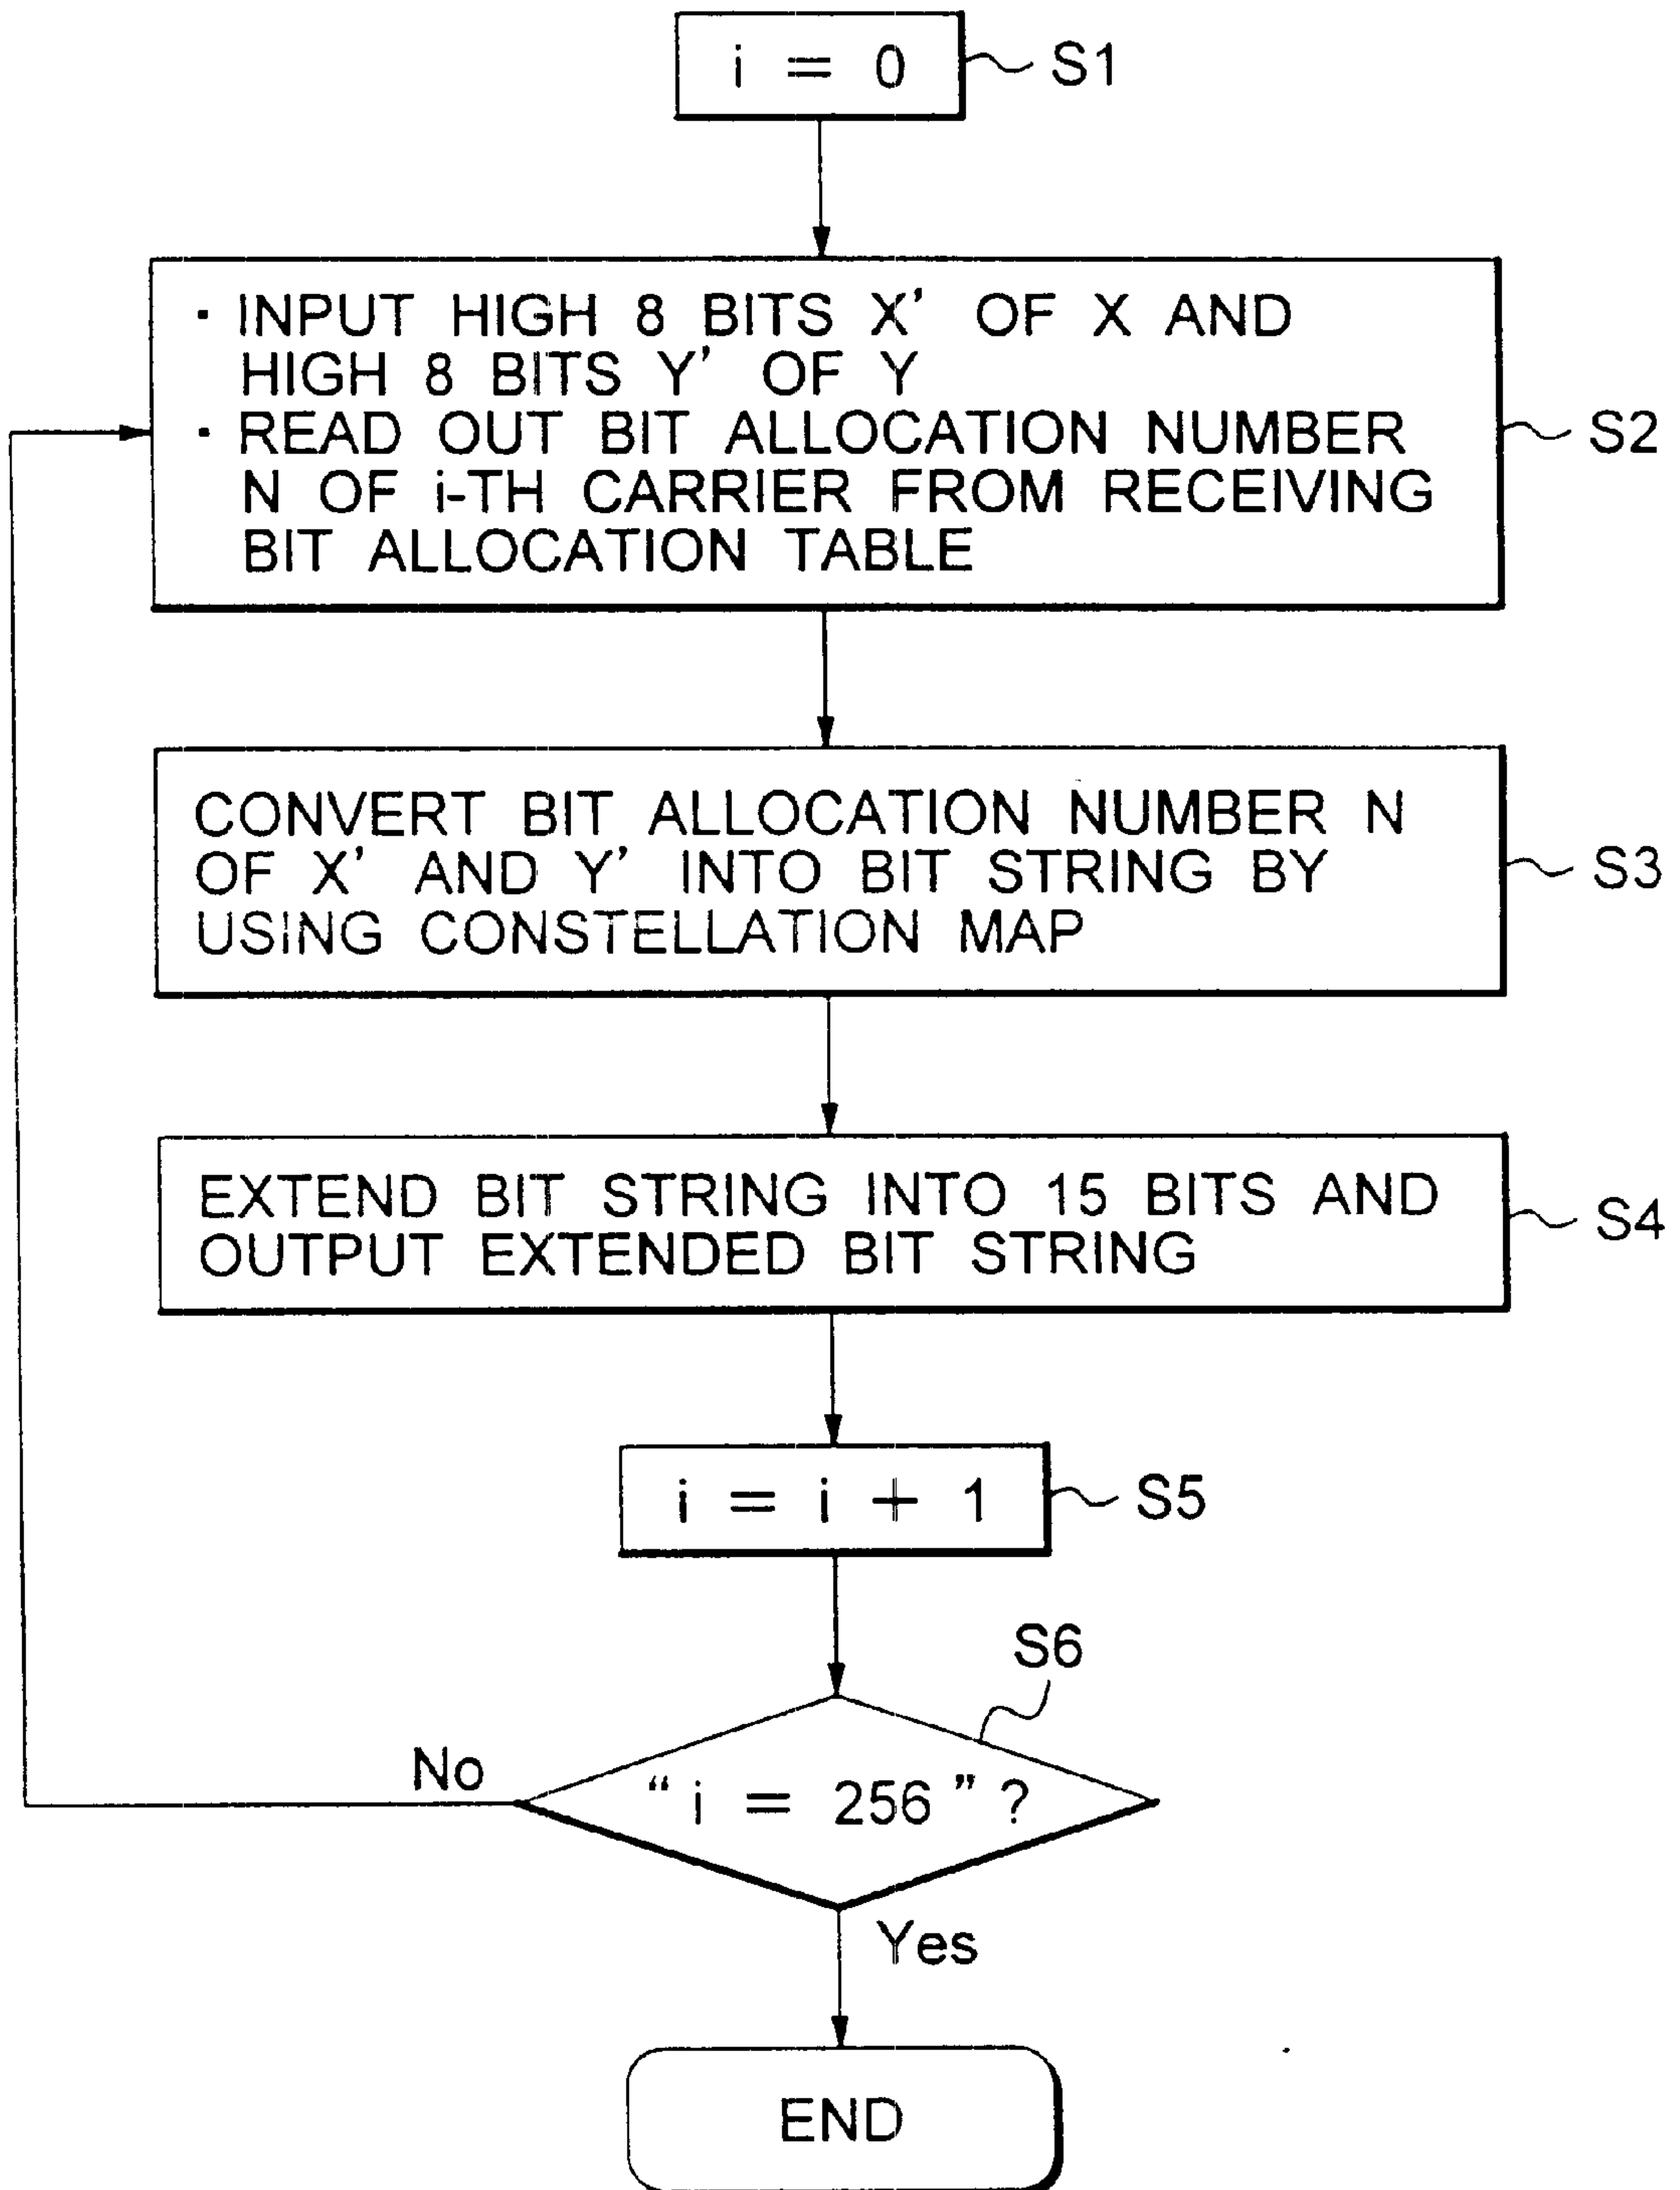 i = 0
S1
· INPUT HIGH 8 BITS X' OF X AND
HIGH 8 BITS Y' OF Y
· READ OUT BIT ALLOCATION NUMBER
N OF i-TH CARRIER FROM RECEIVING
BIT ALLOCATION TABLE
S2
CONVERT BIT ALLOCATION NUMBER N
OF X' AND Y' INTO BIT STRING BY
USING CONSTELLATION MAP
S3
EXTEND BIT STRING INTO 15 BITS AND
OUTPUT EXTENDED BIT STRING
S4
i = i + 1
S5
S6
No
“ i = 256 ” ?
Yes
END